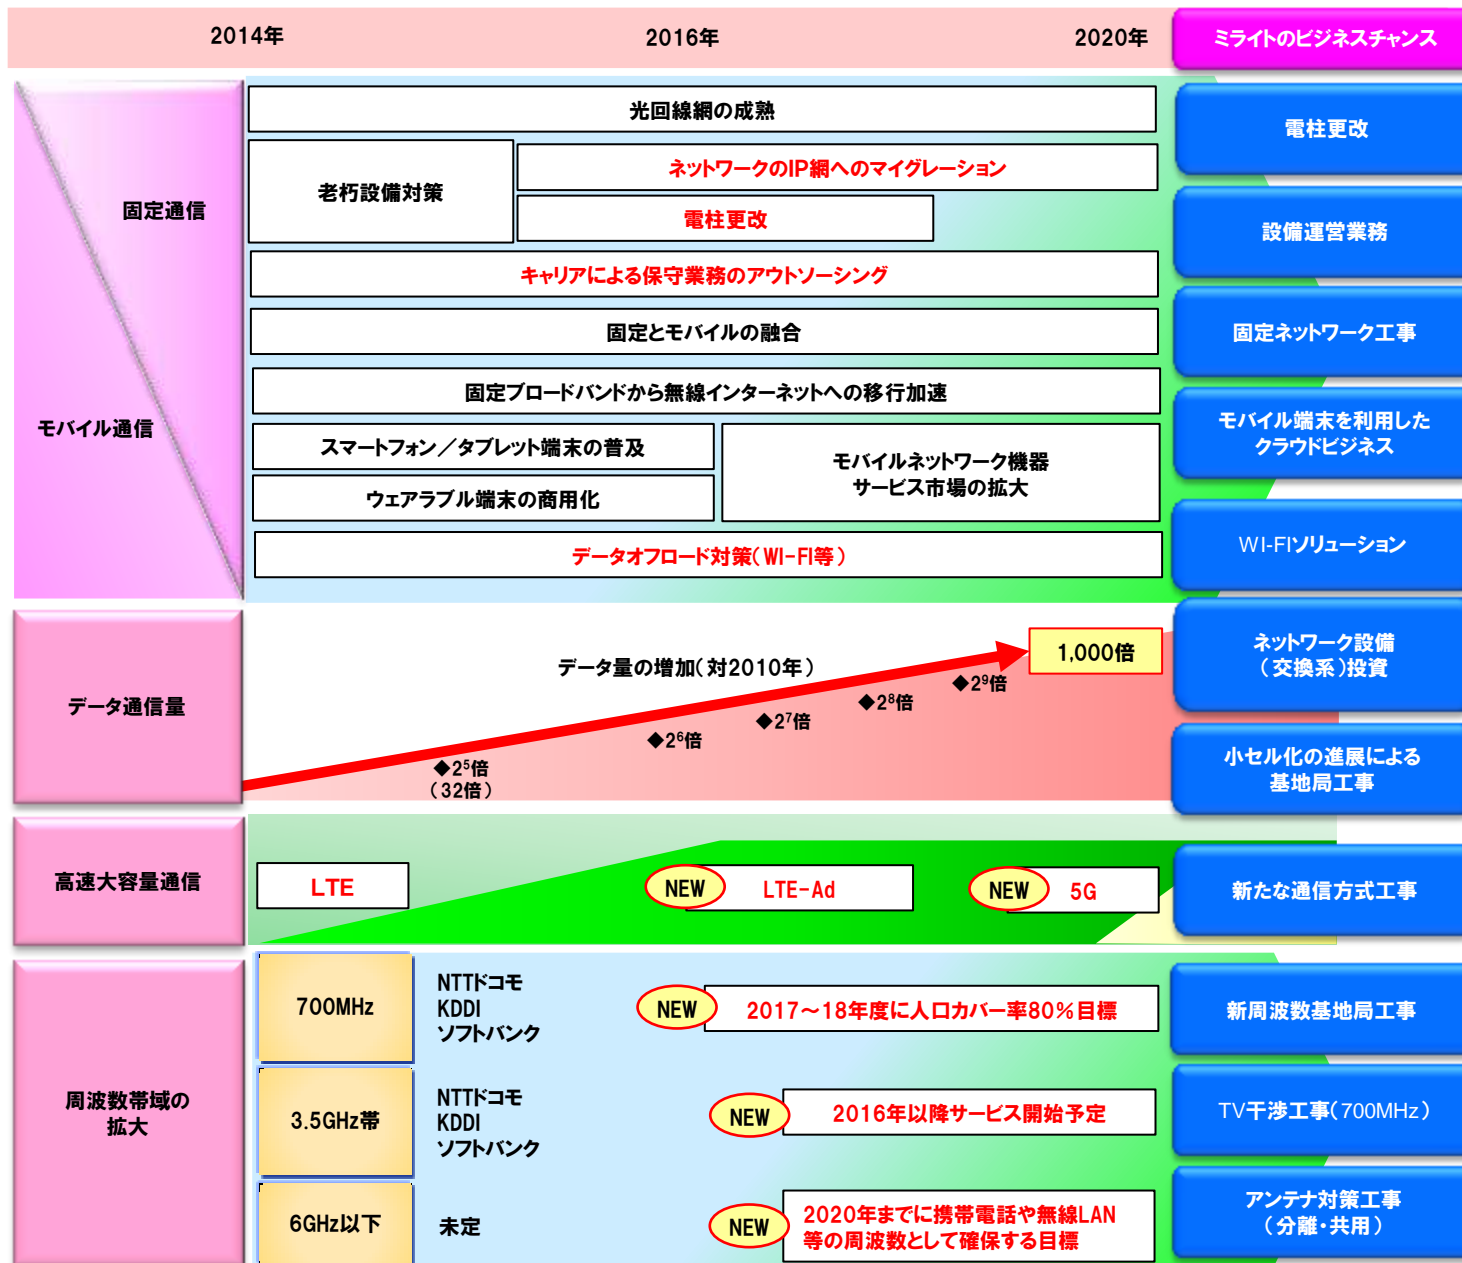 2014年
2016年
2020年
ミライトのビジネスチャンス
固定通信
モバイル通信
光回線網の成熟
老朽設備対策
ネットワークのIP網へのマイグレーション
電柱更改
キャリアによる保守業務のアウトソーシング
固定とモバイルの融合
固定ブロードバンドから無線インターネットへの移行加速
スマートフォン／タブレット端末の普及
ウェアラブル端末の商用化
モバイルネットワーク機器
サービス市場の拡大
データオフロード対策（WI-FI等）
電柱更改
設備運営業務
固定ネットワーク工事
モバイル端末を利用した
クラウドビジネス
WI-FIソリューション
データ通信量
データ量の増加（対2010年）
1,000倍
◆2⁹倍
◆2⁸倍
◆2⁷倍
◆2⁶倍
◆2⁵倍
（32倍）
ネットワーク設備
（交換系）投資
小セル化の進展による
基地局工事
高速大容量通信
LTE
NEW
LTE-Ad
NEW
5G
新たな通信方式工事
周波数帯域の
拡大
700MHz
NTTドコモ
KDDI
ソフトバンク
NEW
2017～18年度に人口カバー率80％目標
新周波数基地局工事
3.5GHz帯
NTTドコモ
KDDI
ソフトバンク
NEW
2016年以降サービス開始予定
TV干渉工事（700MHz）
6GHz以下
未定
NEW
2020年までに携帯電話や無線LAN
等の周波数として確保する目標
アンテナ対策工事
（分離・共用）